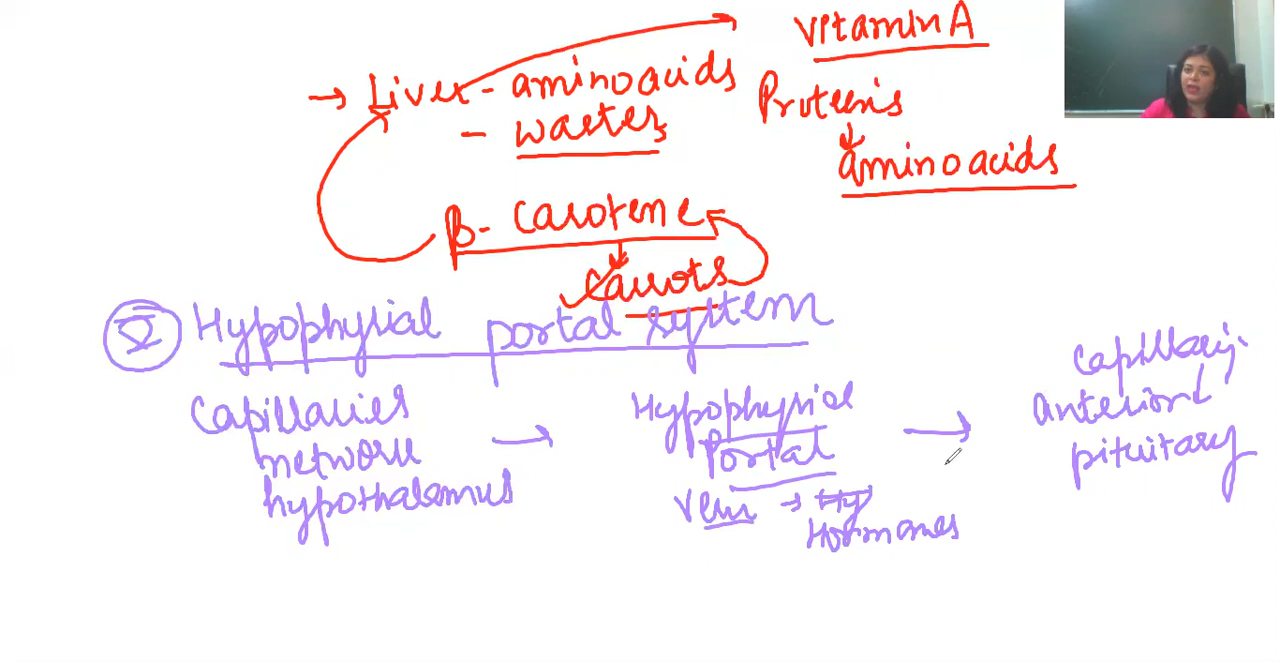 vitamin A
→ Liver - aminoacids
- wastes
Proteins
↓
aminoacids
β- carotene
↓
carrots
V Hypophysial portal system
Capillaries
network
hypothalamus
→
Hypophysial
Portal
Vein → Hy
Hormones
→
Capillary
anterior
pituitary